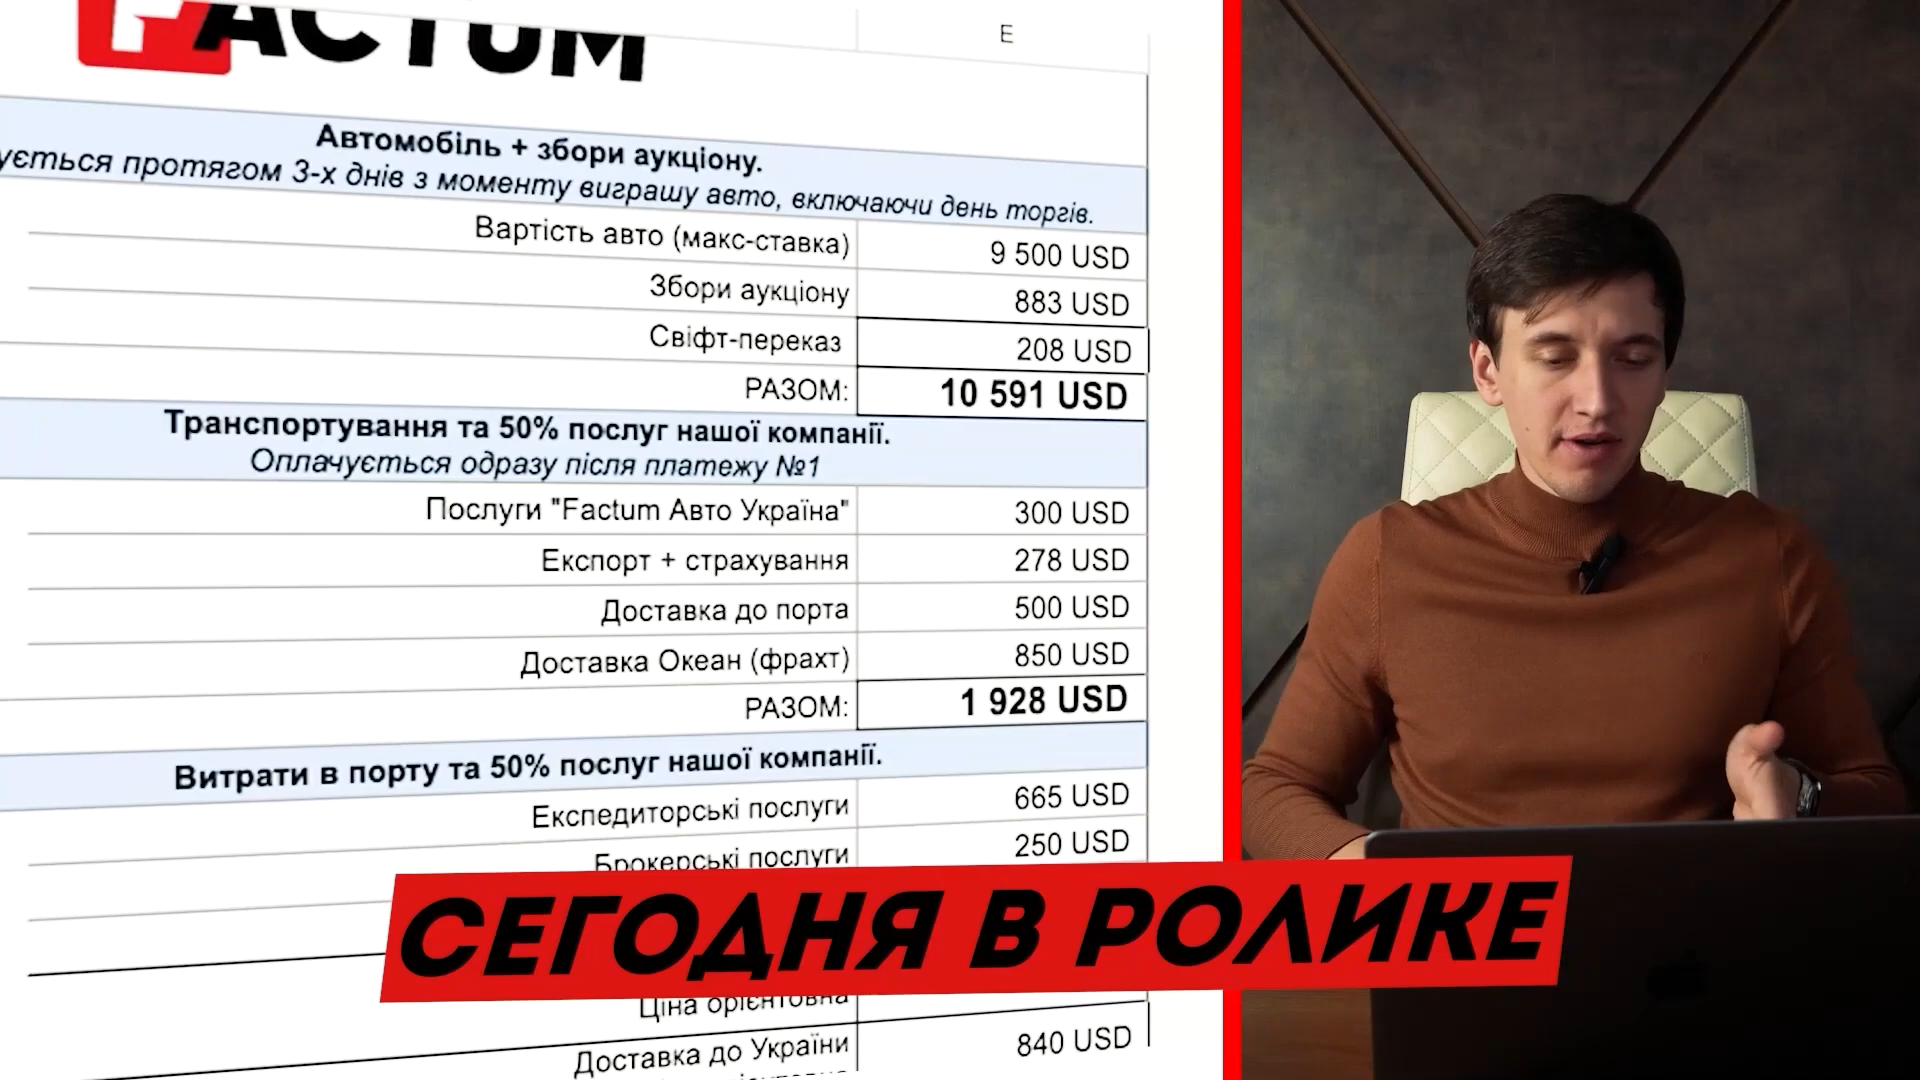 FACTUM
E
Автомобіль + збори аукціону.
ується протягом 3-х днів з моменту виграшу авто, включаючи день торгів.
Вартість авто (макс-ставка) 9 500 USD
Збори аукціону 883 USD
Свіфт-переказ 208 USD
РАЗОМ: 10 591 USD
Транспортування та 50% послуг нашої компанії.
Оплачується одразу після платежу №1
Послуги "Factum Авто Україна" 300 USD
Експорт + страхування 278 USD
Доставка до порта 500 USD
Доставка Океан (фрахт) 850 USD
РАЗОМ: 1 928 USD
Витрати в порту та 50% послуг нашої компанії.
Експедиторські послуги 665 USD
Брокерські послуги 250 USD
СЕГОДНЯ В РОЛИКЕ
Ціна орієнтовна
Доставка до України 840 USD